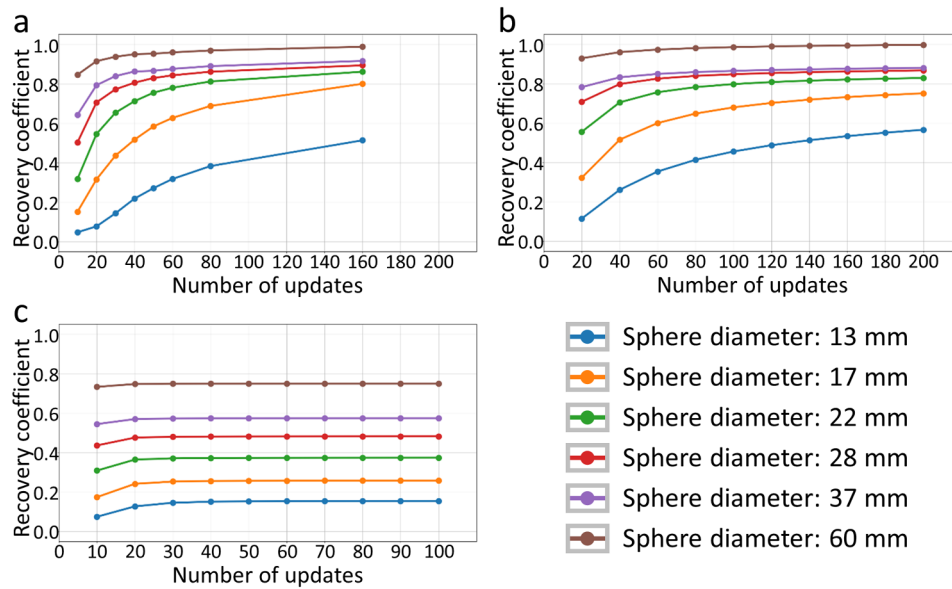 a
Recovery coefficient
1.0
0.8
0.6
0.4
0.2
0.0
0 20 40 60 80 100 120 140 160 180 200
Number of updates
b
Recovery coefficient
1.0
0.8
0.6
0.4
0.2
0.0
0 20 40 60 80 100 120 140 160 180 200
Number of updates
c
Recovery coefficient
1.0
0.8
0.6
0.4
0.2
0.0
0 10 20 30 40 50 60 70 80 90 100
Number of updates
Sphere diameter: 13 mm
Sphere diameter: 17 mm
Sphere diameter: 22 mm
Sphere diameter: 28 mm
Sphere diameter: 37 mm
Sphere diameter: 60 mm